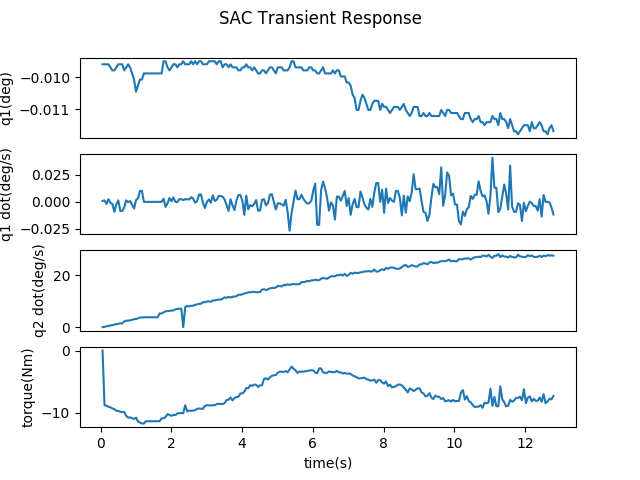 SAC Transient Response
q1(deg)
−0.010
−0.011
q1 dot(deg/s)
0.025
0.000
−0.025
q2 dot(deg/s)
20
0
torque(Nm)
0
−10
0 2 4 6 8 10 12
time(s)